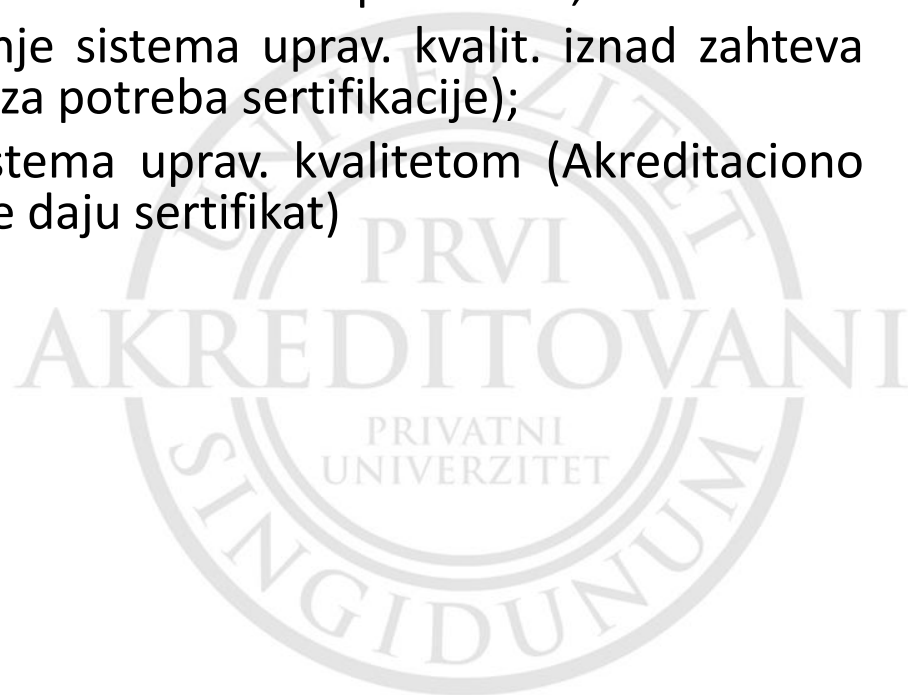 nje sistema uprav. kvalit. iznad zahteva
za potreba sertifikacije);
stema uprav. kvalitetom (Akreditaciono
e daju sertifikat)
UNIVERZITET
PRVI
AKREDITOVANI
PRIVATNI
UNIVERZITET
SINGIDUNUM